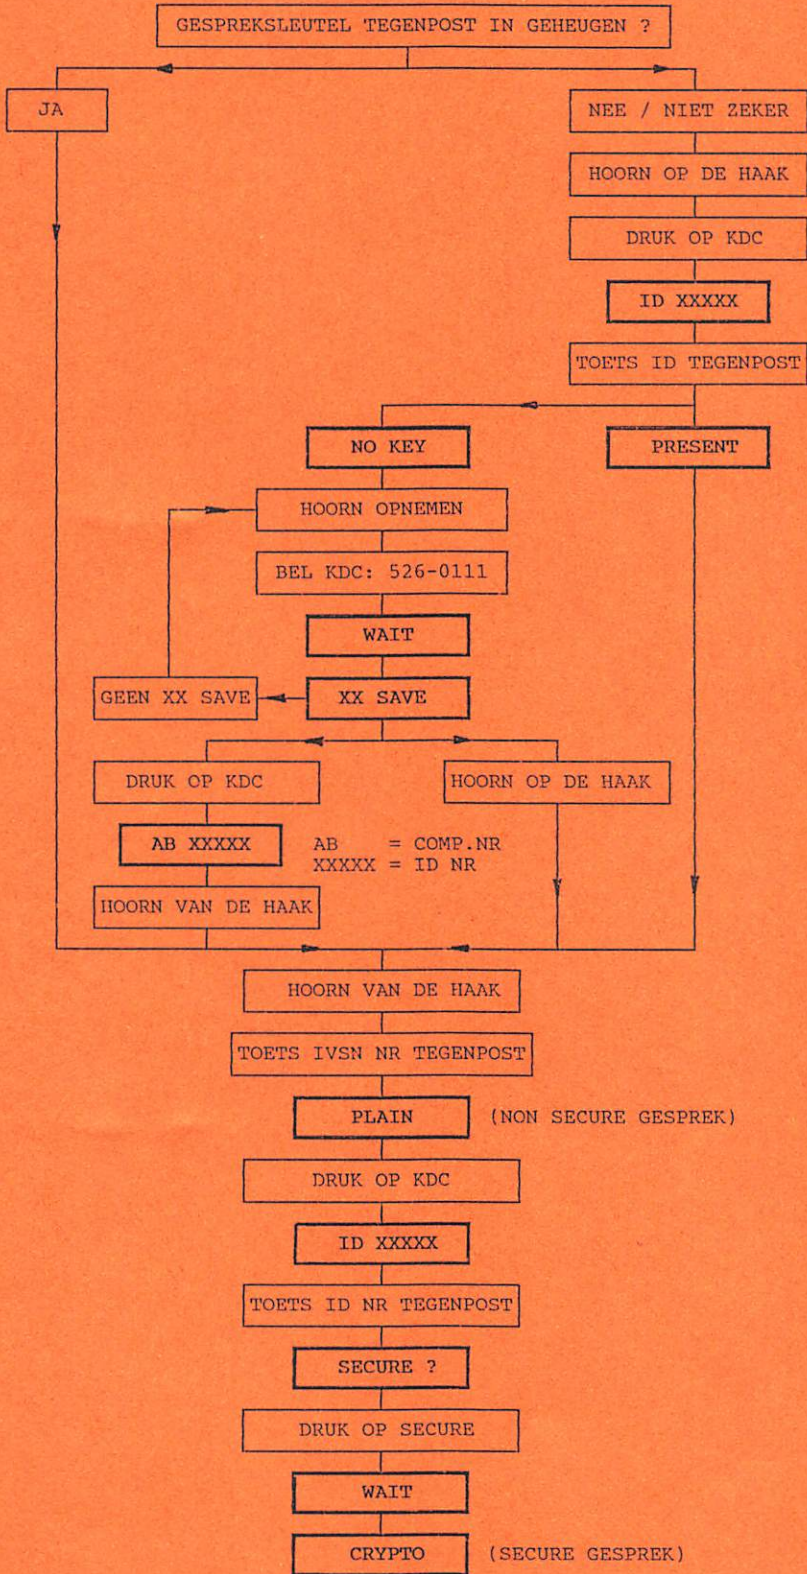 GESPREKSLEUTEL TEGENPOST IN GEHEUGEN ?
JA
NEE / NIET ZEKER
HOORN OP DE HAAK
DRUK OP KDC
ID XXXXX
TOETS ID TEGENPOST
NO KEY
PRESENT
HOORN OPNEMEN
BEL KDC: 526-0111
WAIT
GEEN XX SAVE
XX SAVE
DRUK OP KDC
HOORN OP DE HAAK
AB XXXXX
AB = COMP.NR
XXXXX = ID NR
HOORN VAN DE HAAK
HOORN VAN DE HAAK
TOETS IVSN NR TEGENPOST
PLAIN
(NON SECURE GESPREK)
DRUK OP KDC
ID XXXXX
TOETS ID NR TEGENPOST
SECURE ?
DRUK OP SECURE
WAIT
CRYPTO
(SECURE GESPREK)